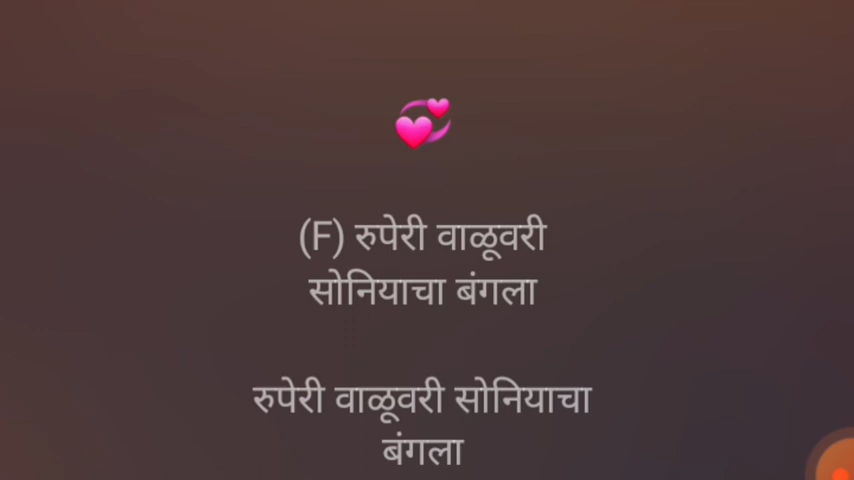 (F) रुपेरी वाळूवरी
सोनियाचा बंगला
रुपेरी वाळूवरी सोनियाचा
बंगला